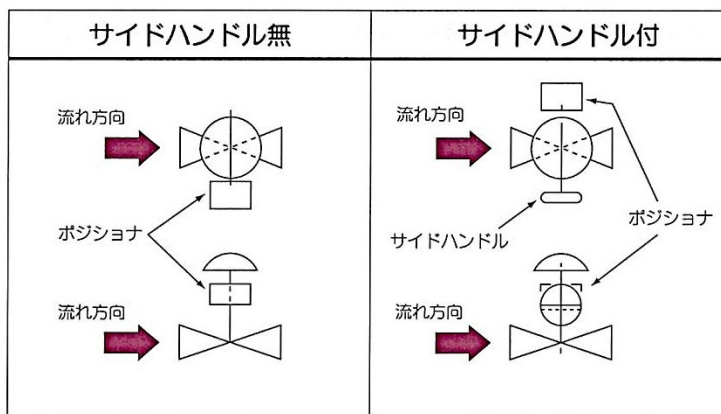 サイドハンドル無
サイドハンドル付
流れ方向
ポジショナ
流れ方向
流れ方向
サイドハンドル
ポジショナ
流れ方向